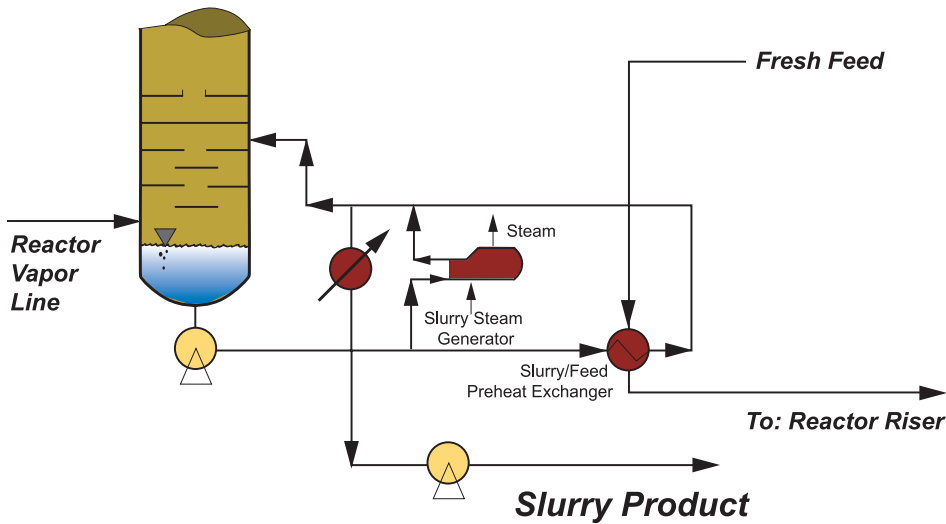 Fresh Feed
Reactor
Vapor
Line
Steam
Slurry Steam
Generator
Slurry/Feed
Preheat Exchanger
To: Reactor Riser
Slurry Product